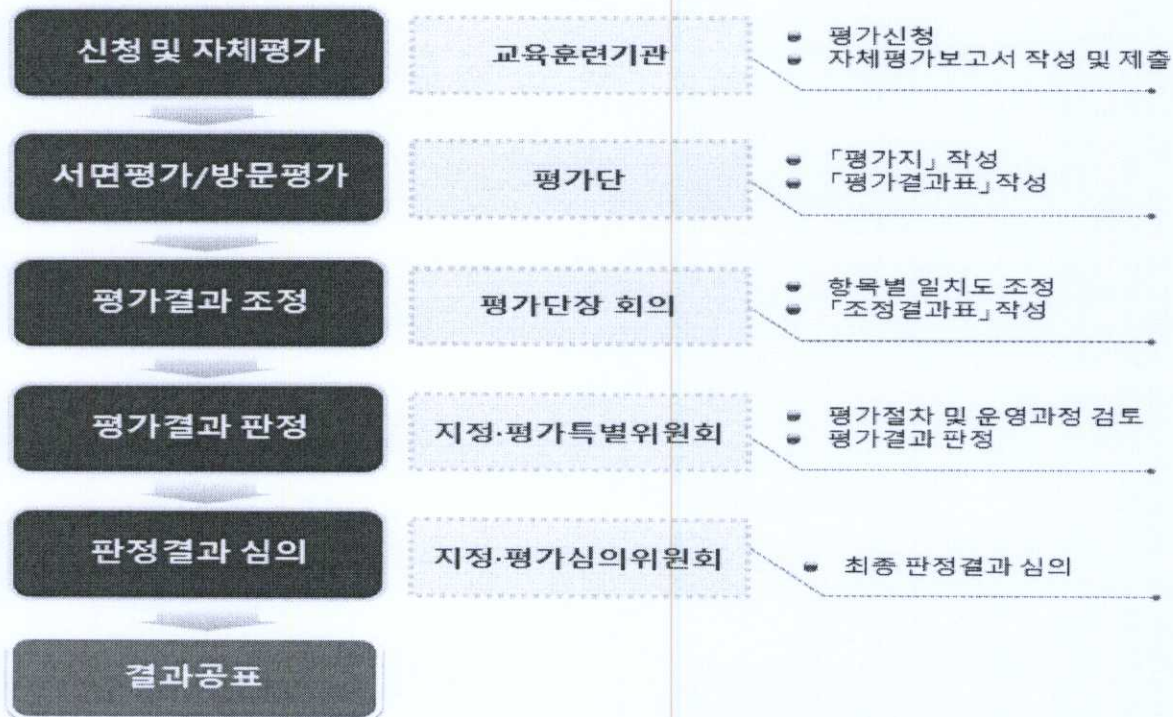 신청 및 자체평가
교육훈련기관
평가신청
자체평가보고서 작성 및 제출
서면평가/방문평가
평가단
「평가지」 작성
「평가결과표」작성
평가결과 조정
평가단장 회의
항목별 일치도 조정
「조정결과표」작성
평가결과 판정
지정·평가특별위원회
평가절차 및 운영과정 검토
평가결과 판정
판정결과 심의
지정·평가심의위원회
최종 판정결과 심의
결과공표